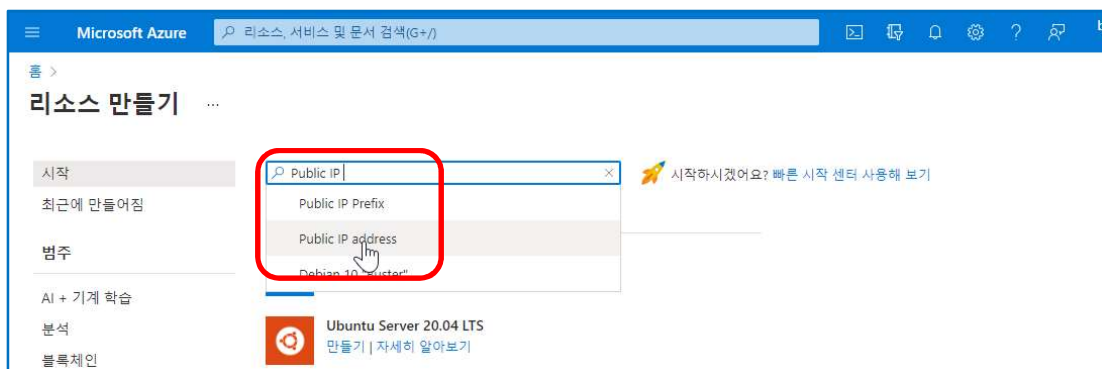 Microsoft Azure
리소스, 서비스 및 문서 검색(G+/)
홈 >
리소스 만들기 ...
시작
Public IP
시작하시겠어요? 빠른 시작 센터 사용해 보기
최근에 만들어짐
Public IP Prefix
Public IP address
범주
Debian 10 "Buster"
AI + 기계 학습
분석
블록체인
Ubuntu Server 20.04 LTS
만들기 | 자세히 알아보기